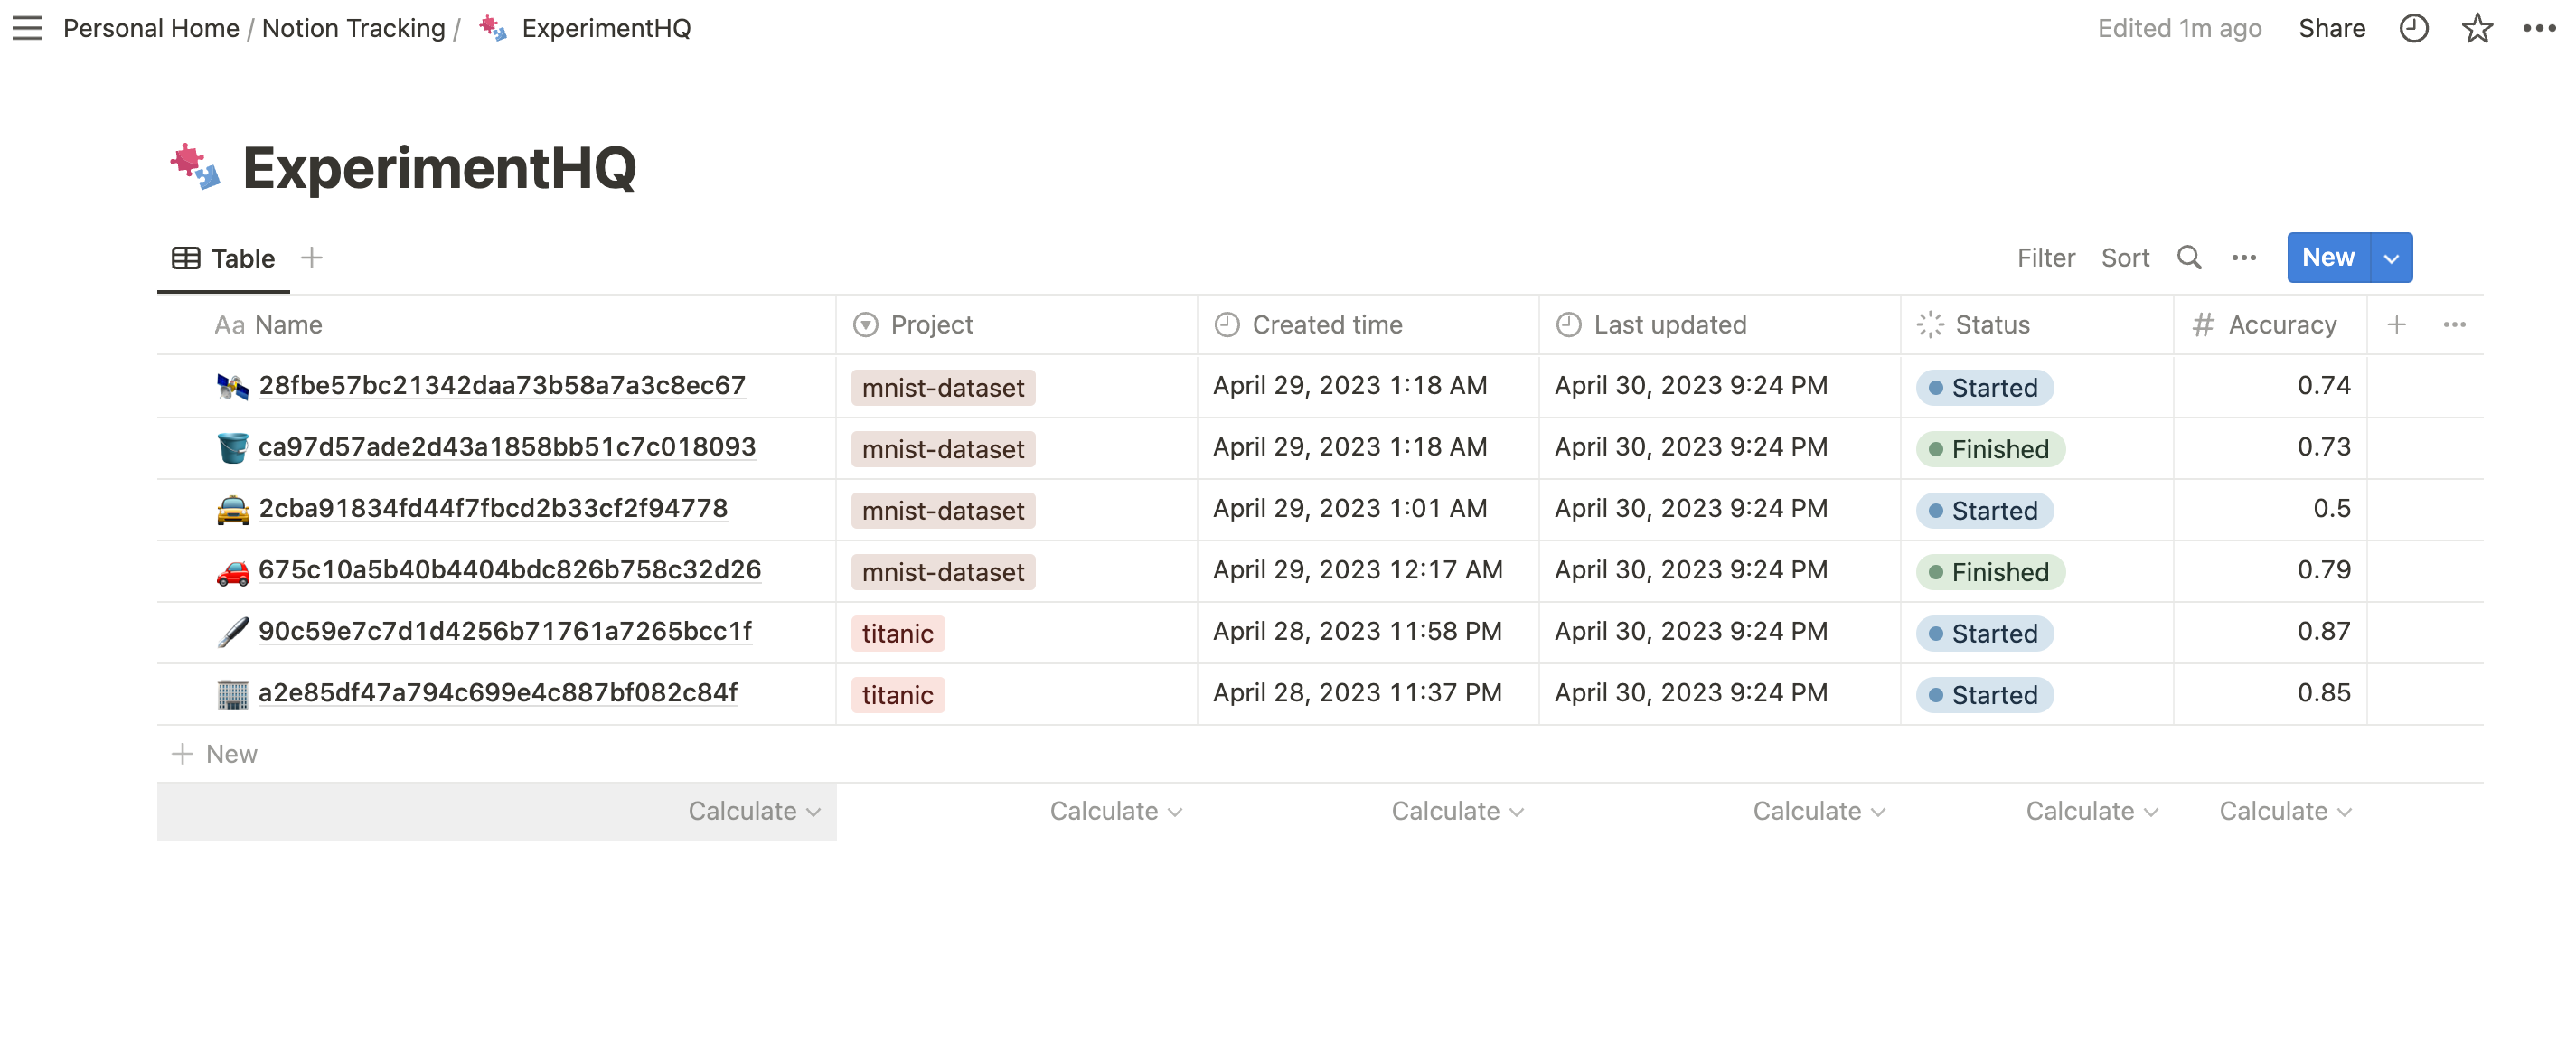 Personal Home / Notion Tracking / ExperimentHQ Edited 1m ago Share
ExperimentHQ
Table Filter Sort New
Aa Name Project Created time Last updated # Accuracy Status
28fbe57bc21342daa73b58a7a3c8ec67 mnist-dataset April 29, 2023 1:18 AM April 30, 2023 9:24 PM Started 0.74
ca97d57ade2d43a1858bb51c7c018093 mnist-dataset April 29, 2023 1:18 AM April 30, 2023 9:24 PM Finished 0.73
2cba91834fd44f7fbcd2b33cf2f94778 mnist-dataset April 29, 2023 1:01 AM April 30, 2023 9:24 PM Started 0.5
675c10a5b40b4404bdc826b758c32d26 mnist-dataset April 29, 2023 12:17 AM April 30, 2023 9:24 PM Finished 0.79
90c59e7c7d1d4256b71761a7265bcc1f titanic April 28, 2023 11:58 PM April 30, 2023 9:24 PM Started 0.87
a2e85df47a794c699e4c887bf082c84f titanic April 28, 2023 11:37 PM April 30, 2023 9:24 PM Started 0.85
New
Calculate Calculate Calculate Calculate Calculate Calculate